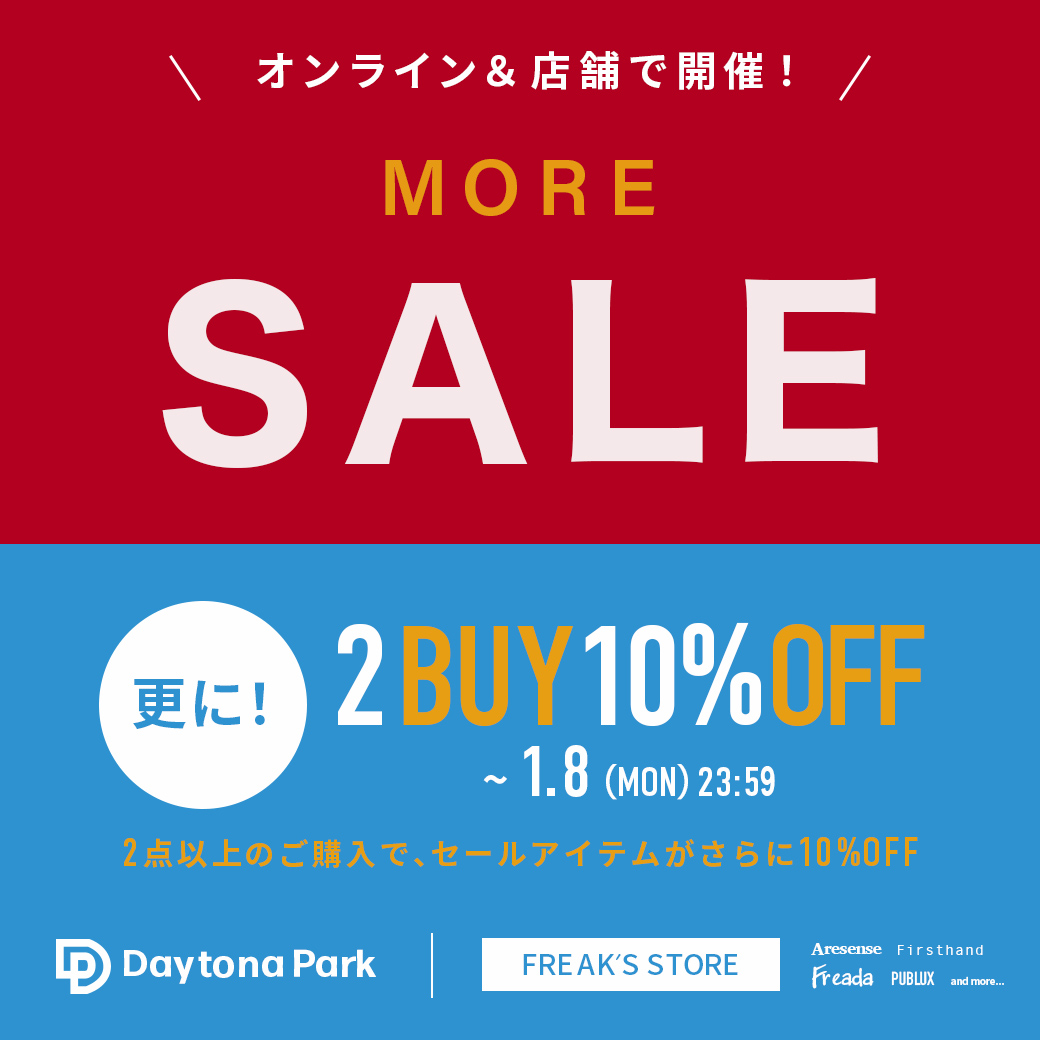 オンライン&店舗で開催!
MORE
SALE
更に!
2BUY10%OFF
~ 1.8 (MON) 23:59
2点以上のご購入で、セールアイテムがさらに10%OFF
Daytona Park
FREAK'S STORE
Aresense Firsthand
Freada PUBLUX and more...